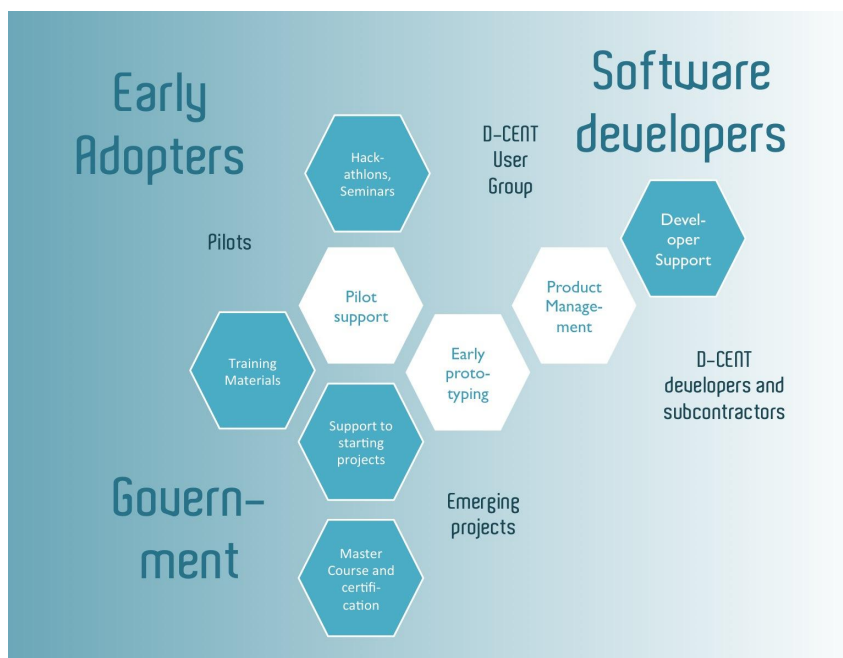 Early
Adopters
Software
developers
Hack-
athlons,
Seminars
D-CENT
User
Group
Devel-
oper
Support
Pilots
Pilot
support
Product
Manage-
ment
Training
Materials
Early
proto-
typing
D-CENT
developers and
subcontractors
Support to
starting
projects
Govern-
ment
Emerging
projects
Master
Course and
certifi-
cation